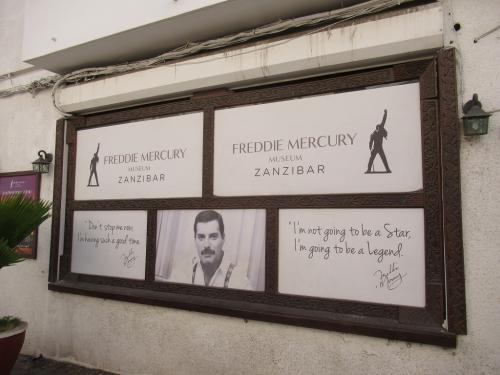 FREDDIE MERCURY
MUSEUM
ZANZIBAR
FREDDIE MERCURY
MUSEUM
ZANZIBAR
"Don't stop me now,
I'm having such a good time.
"I'm not going to be a Star,
I'm going to be a Legend.